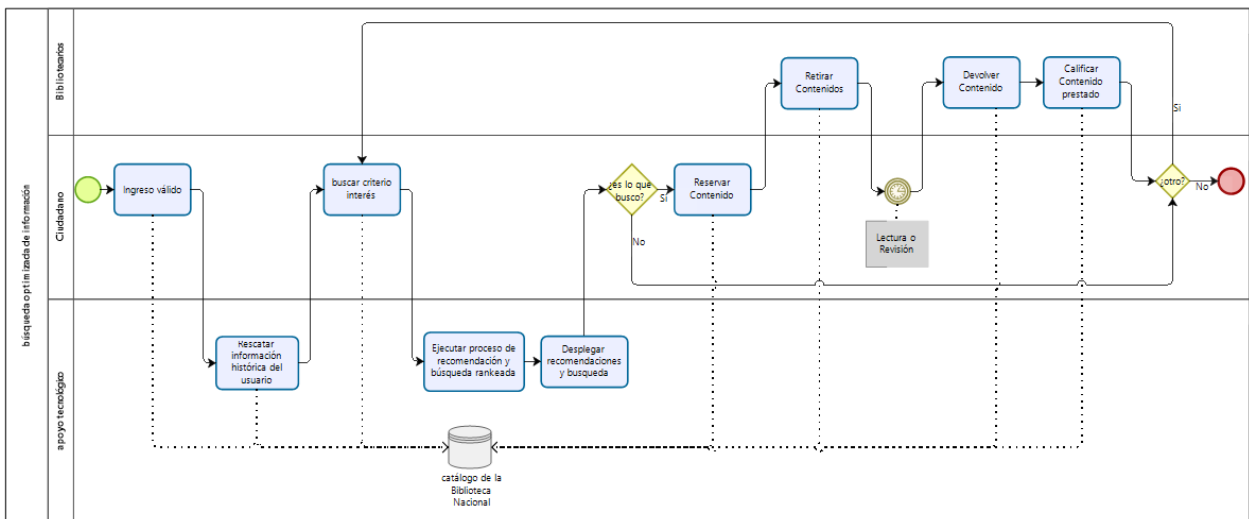 búsqueda optimizada de información
Bibliotecarios
Retirar
Contenidos
Devolver
Contenido
Calificar
Contenido
prestado
Si
Ciudadano
Ingreso válido
buscar criterio
interés
¿es lo que
busco?
Si
No
Reservar
Contenido
Lectura o
Revisión
¿otro?
No
apoyo tecnológico
Rescatar
información
histórica del
usuario
Ejecutar proceso de
recomendación y
búsqueda rankeada
Desplegar
recomendaciones
y busqueda
catálogo de la
Biblioteca
Nacional